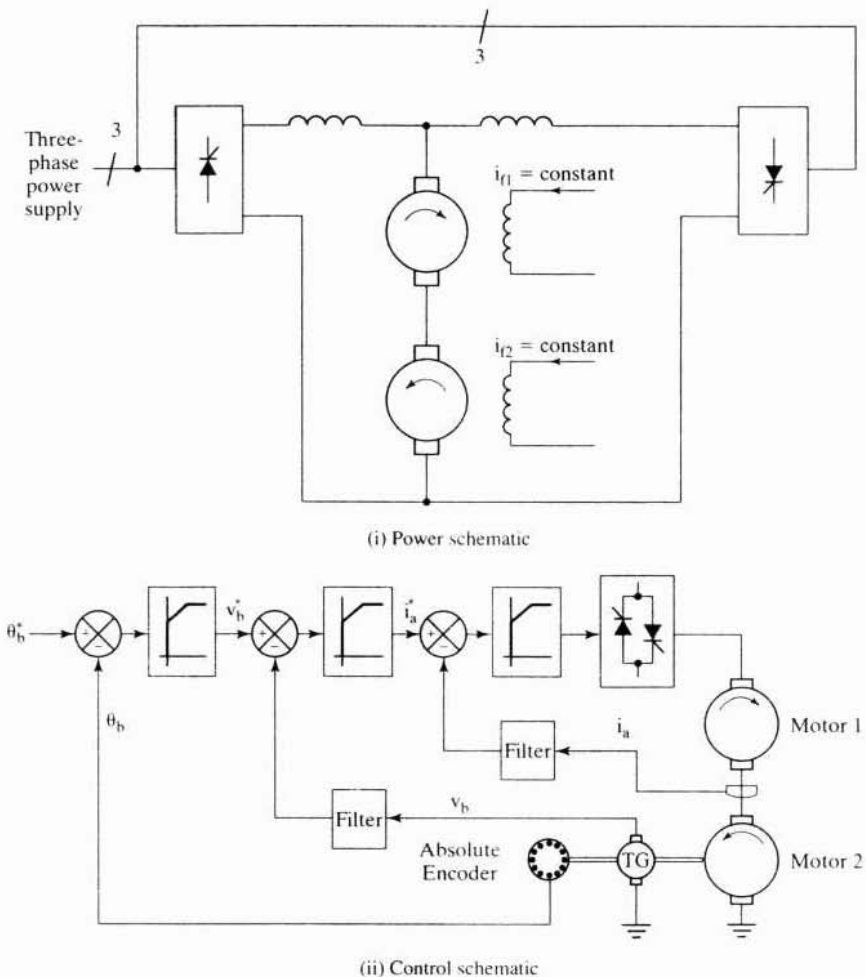 3
Three-
phase
power
supply
3
i_f1 = constant
i_f2 = constant
(i) Power schematic
θ_b*
+
−
v_b*
+
−
i_a*
+
−
θ_b
Filter
i_a
Motor 1
Filter
v_b
Absolute
Encoder
TG
Motor 2
(ii) Control schematic